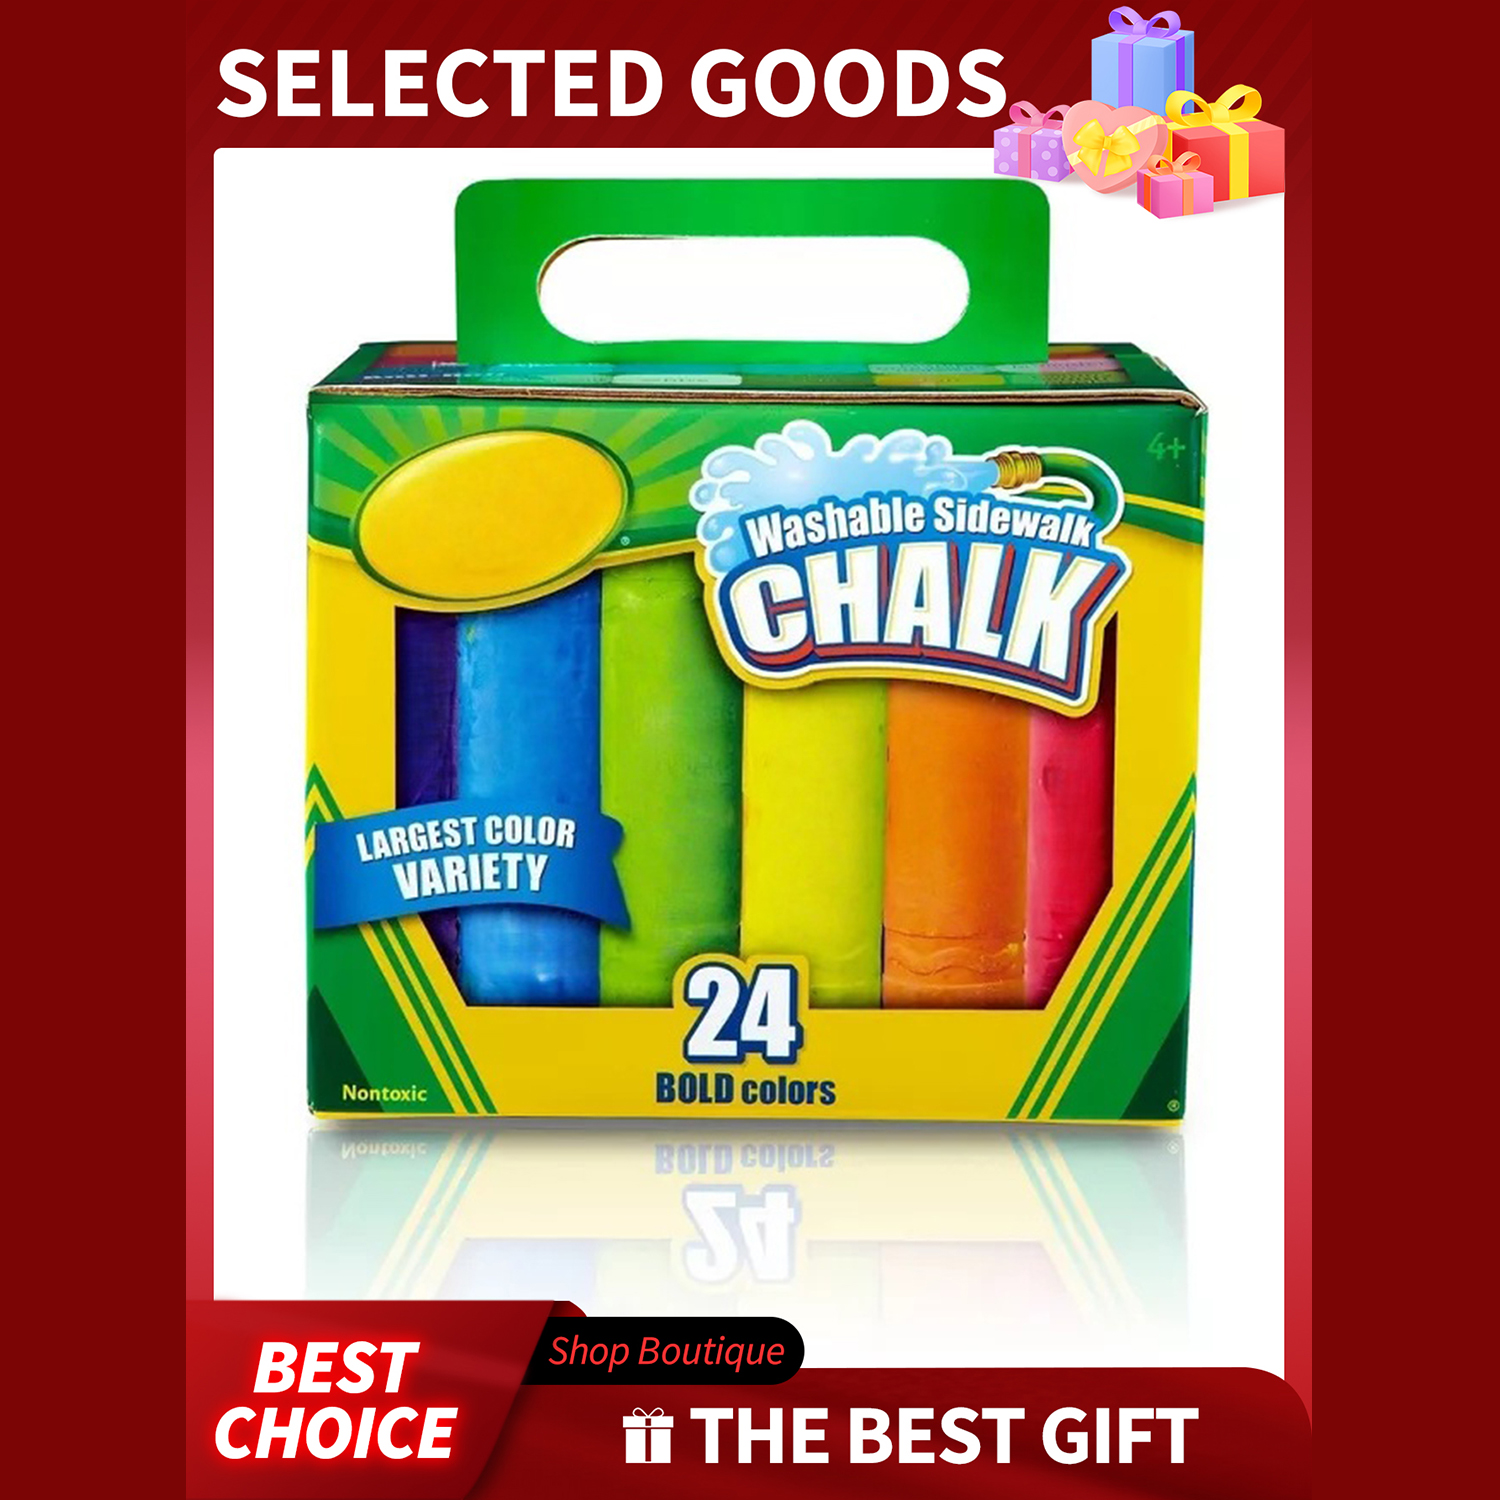 SELECTED GOODS
4+
Washable Sidewalk
CHALK
LARGEST COLOR
VARIETY
24
BOLD colors
Nontoxic
®
®
BEST
CHOICE
Shop Boutique
THE BEST GIFT